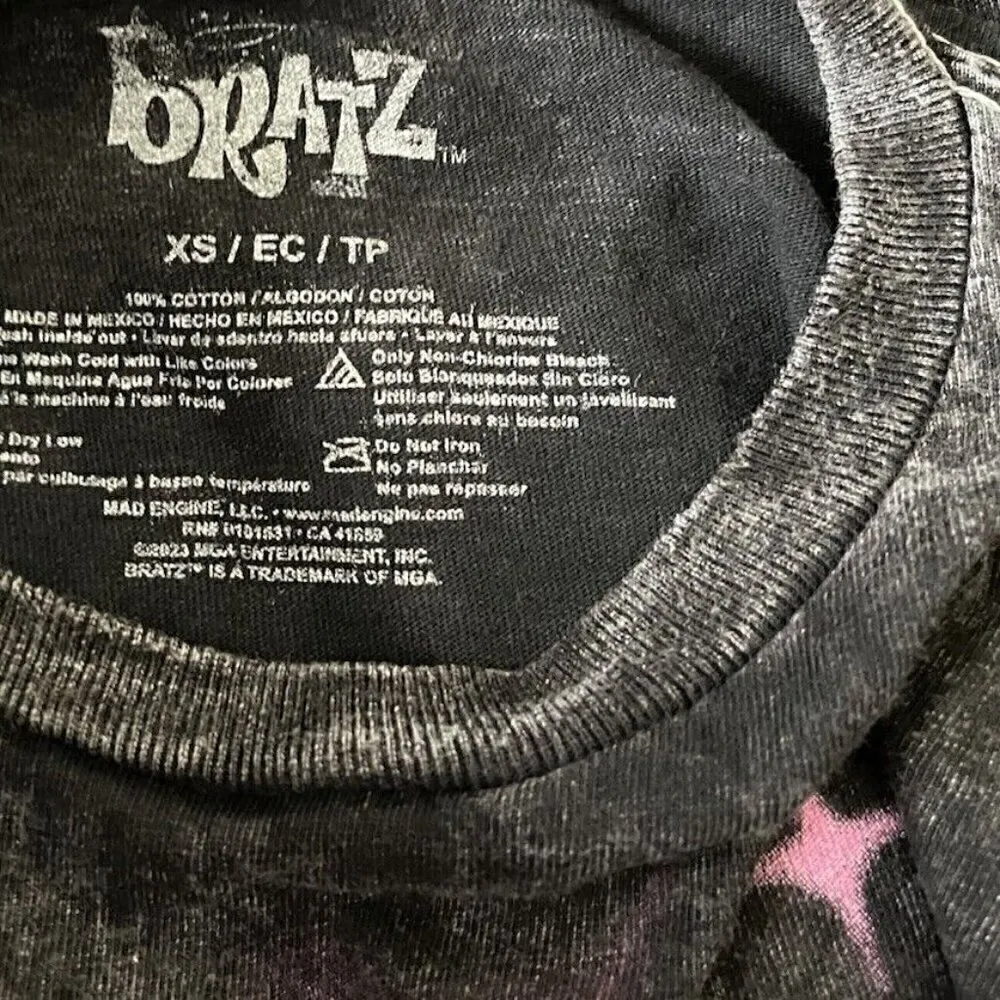 BRATZ™
XS / EC / TP
100% COTTON / ALGODON / COTON
MADE IN MEXICO / HECHO EN MEXICO / FABRIQUE AU MEXIQUE
inside out • Lavar de adentro hacia afuera • Laver à l'envers
Wash Cold with Like Colors
En Maquina Agua Fria Por Colores
à la machine à l'eau froide
Only Non-Chlorine Bleach
Solo Blanqueador Sin Cloro /
Utiliser seulement un javellisant
sans chlore au besoin
Dry Low
par culbutage à basse température
Do Not Iron
No Planchar
Ne pas repasser
MAD ENGINE, LLC. • www.madengine.com
CA 41559
©2023 MGA ENTERTAINMENT, INC.
BRATZ™ IS A TRADEMARK OF MGA.